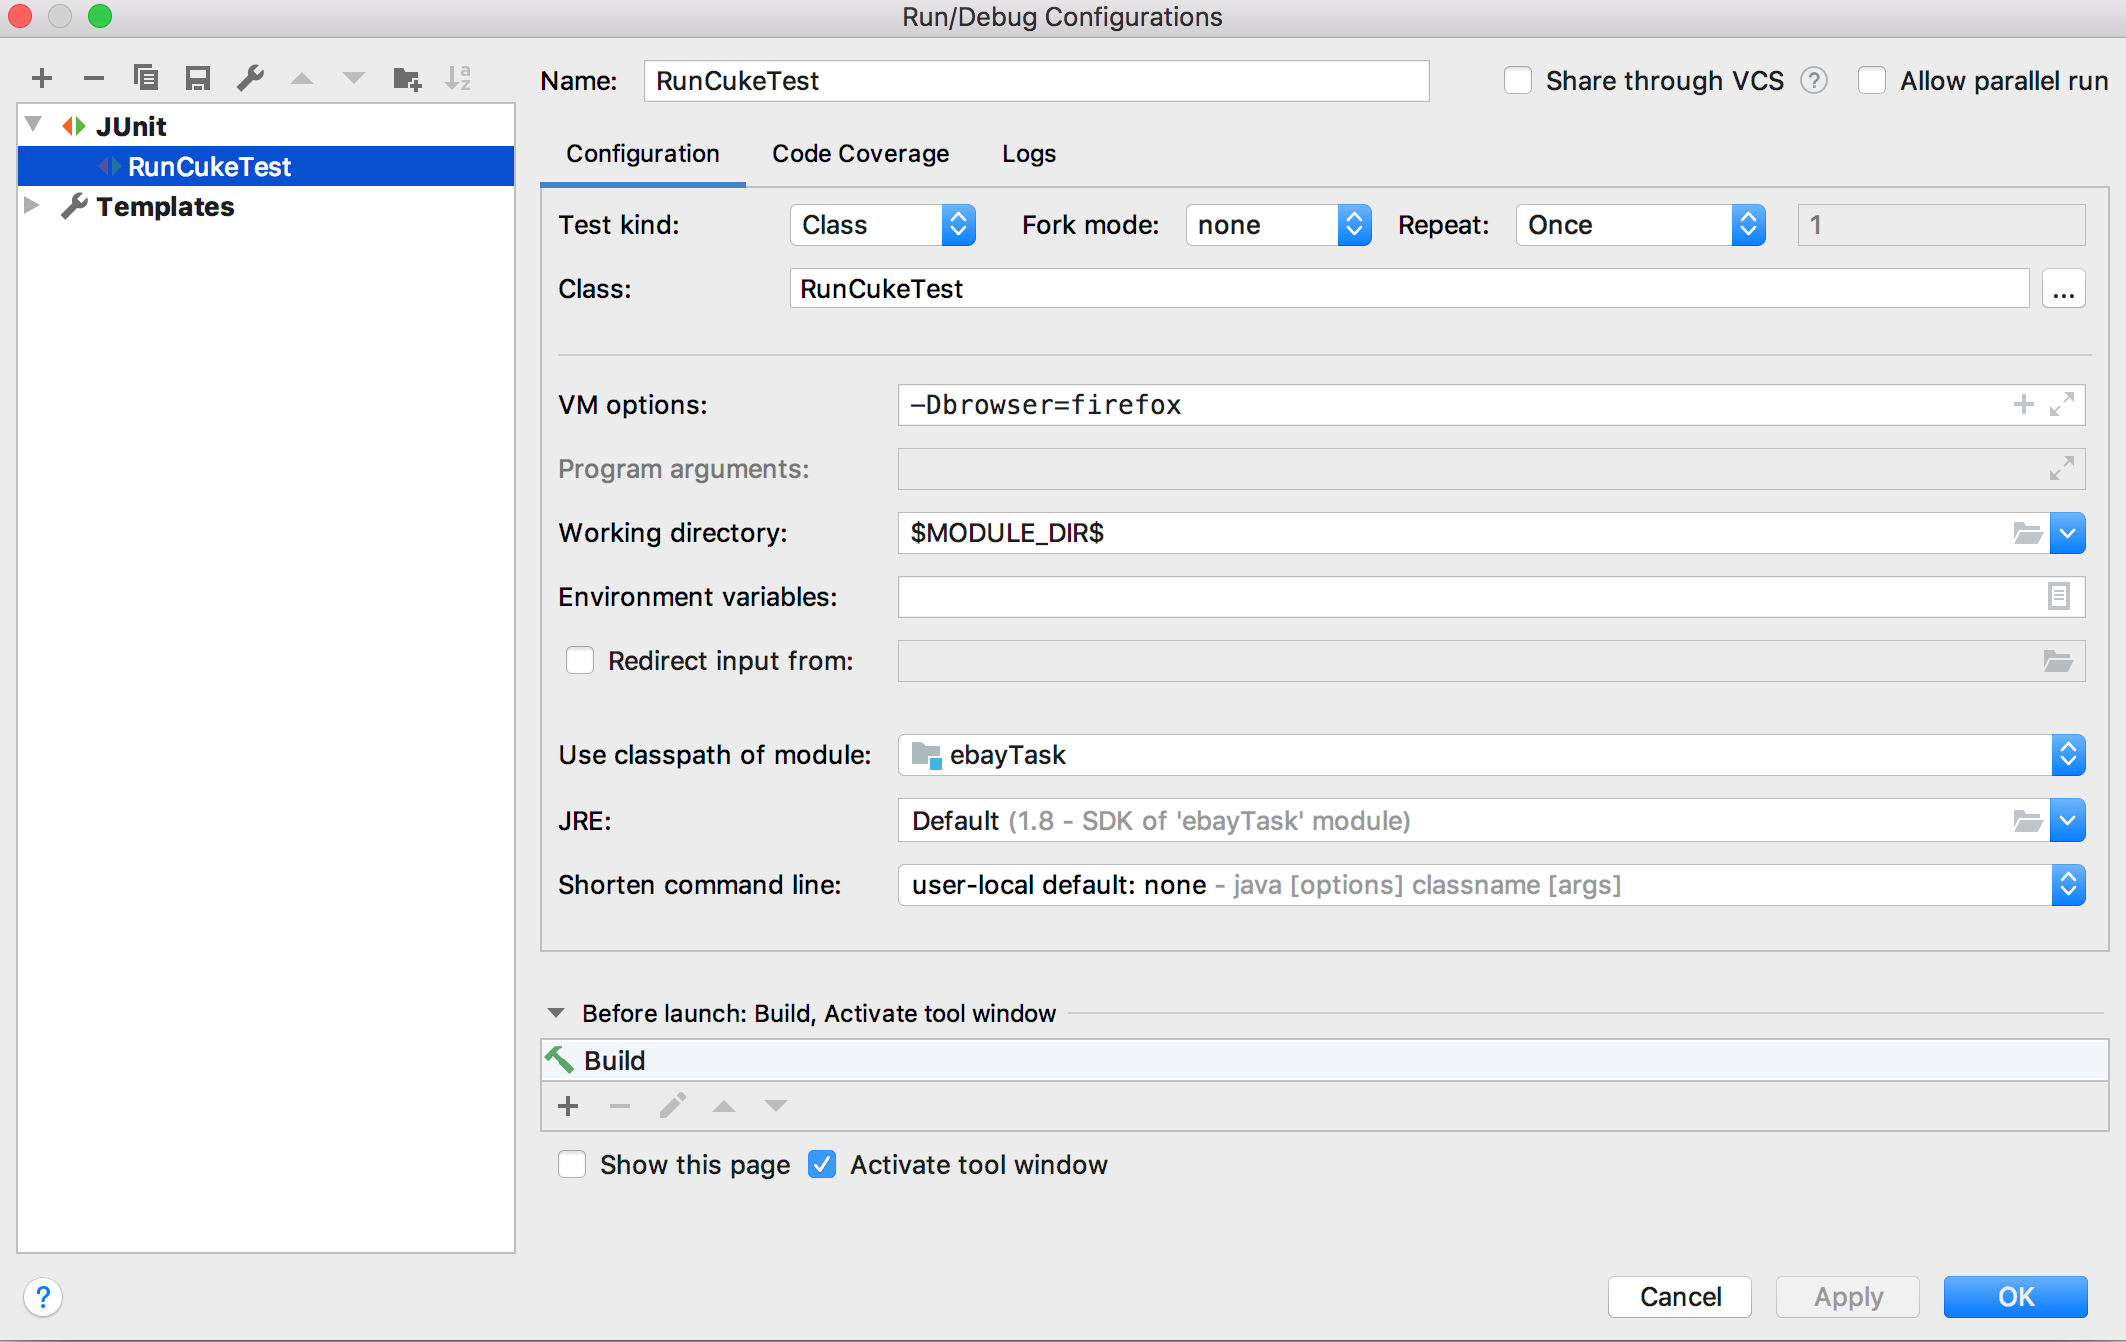 Run/Debug Configurations
Name: RunCukeTest Share through VCS ? Allow parallel run
JUnit
RunCukeTest
Templates
Configuration Code Coverage Logs
Test kind: Class Fork mode: none Repeat: Once 1
Class: RunCukeTest ...
VM options: -Dbrowser=firefox
Program arguments:
Working directory: $MODULE_DIR$
Environment variables:
Redirect input from:
Use classpath of module: ebayTask
JRE: Default (1.8 - SDK of 'ebayTask' module)
Shorten command line: user-local default: none - java [options] classname [args]
Before launch: Build, Activate tool window
Build
Show this page Activate tool window
? Cancel Apply OK